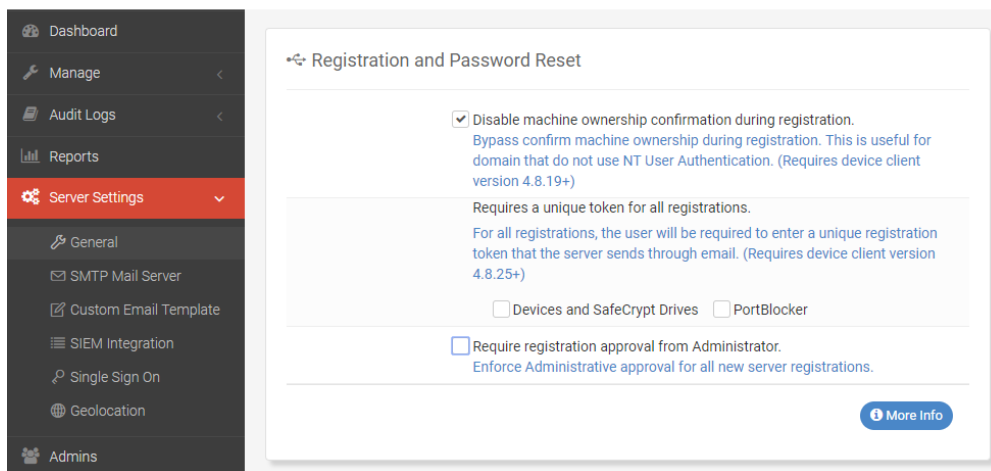 Dashboard
Manage
Audit Logs
Reports
Server Settings
General
SMTP Mail Server
Custom Email Template
SIEM Integration
Single Sign On
Geolocation
Admins
Registration and Password Reset
Disable machine ownership confirmation during registration.
Bypass confirm machine ownership during registration. This is useful for
domain that do not use NT User Authentication. (Requires device client
version 4.8.19+)
Requires a unique token for all registrations.
For all registrations, the user will be required to enter a unique registration
token that the server sends through email. (Requires device client version
4.8.25+)
Devices and SafeCrypt Drives PortBlocker
Require registration approval from Administrator.
Enforce Administrative approval for all new server registrations.
More Info